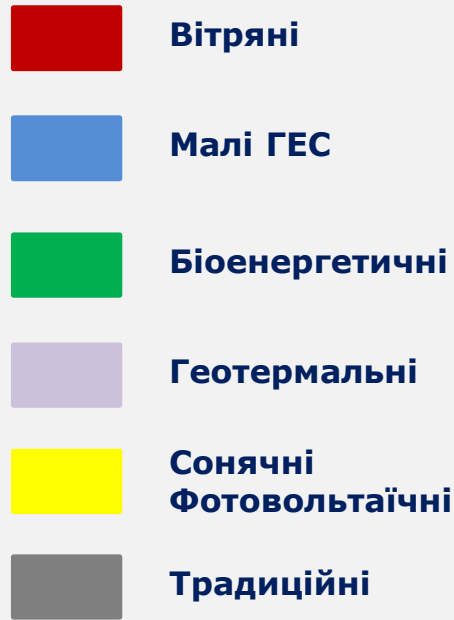 Вітряні
Малі ГЕС
Біоенергетичні
Геотермальні
Сонячні
Фотовольтаїчні
Традиційні